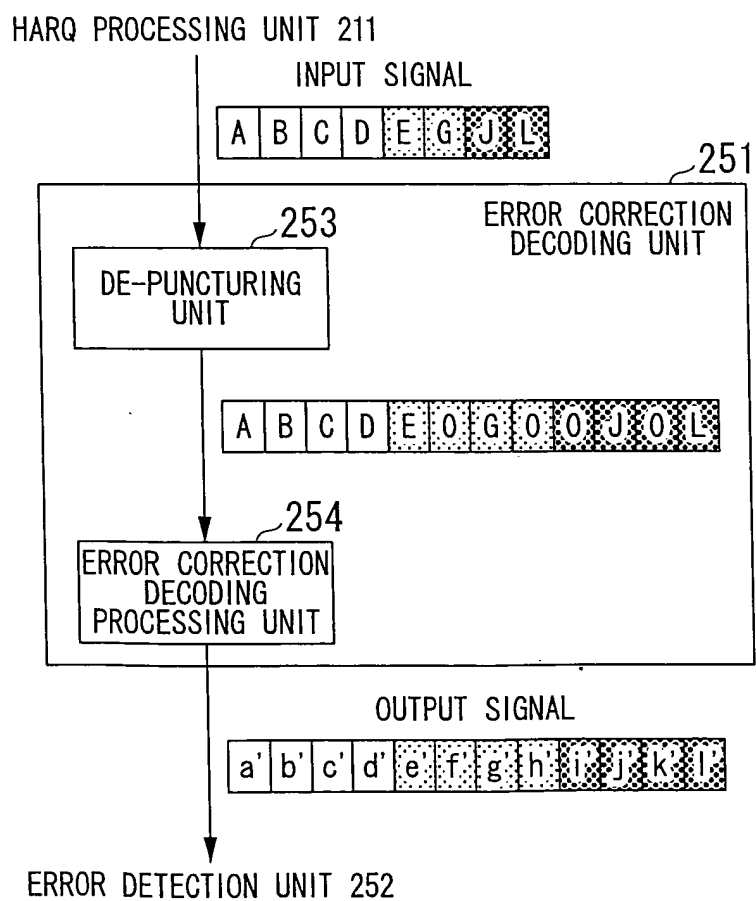 HARQ PROCESSING UNIT 211
INPUT SIGNAL
A B C D E G J L
251
ERROR CORRECTION
DECODING UNIT
253
DE-PUNCTURING
UNIT
A B C D E 0 G 0 0 J 0 L
254
ERROR CORRECTION
DECODING
PROCESSING UNIT
OUTPUT SIGNAL
a' b' c' d' e' f' g' h' i' j' k' l'
ERROR DETECTION UNIT 252